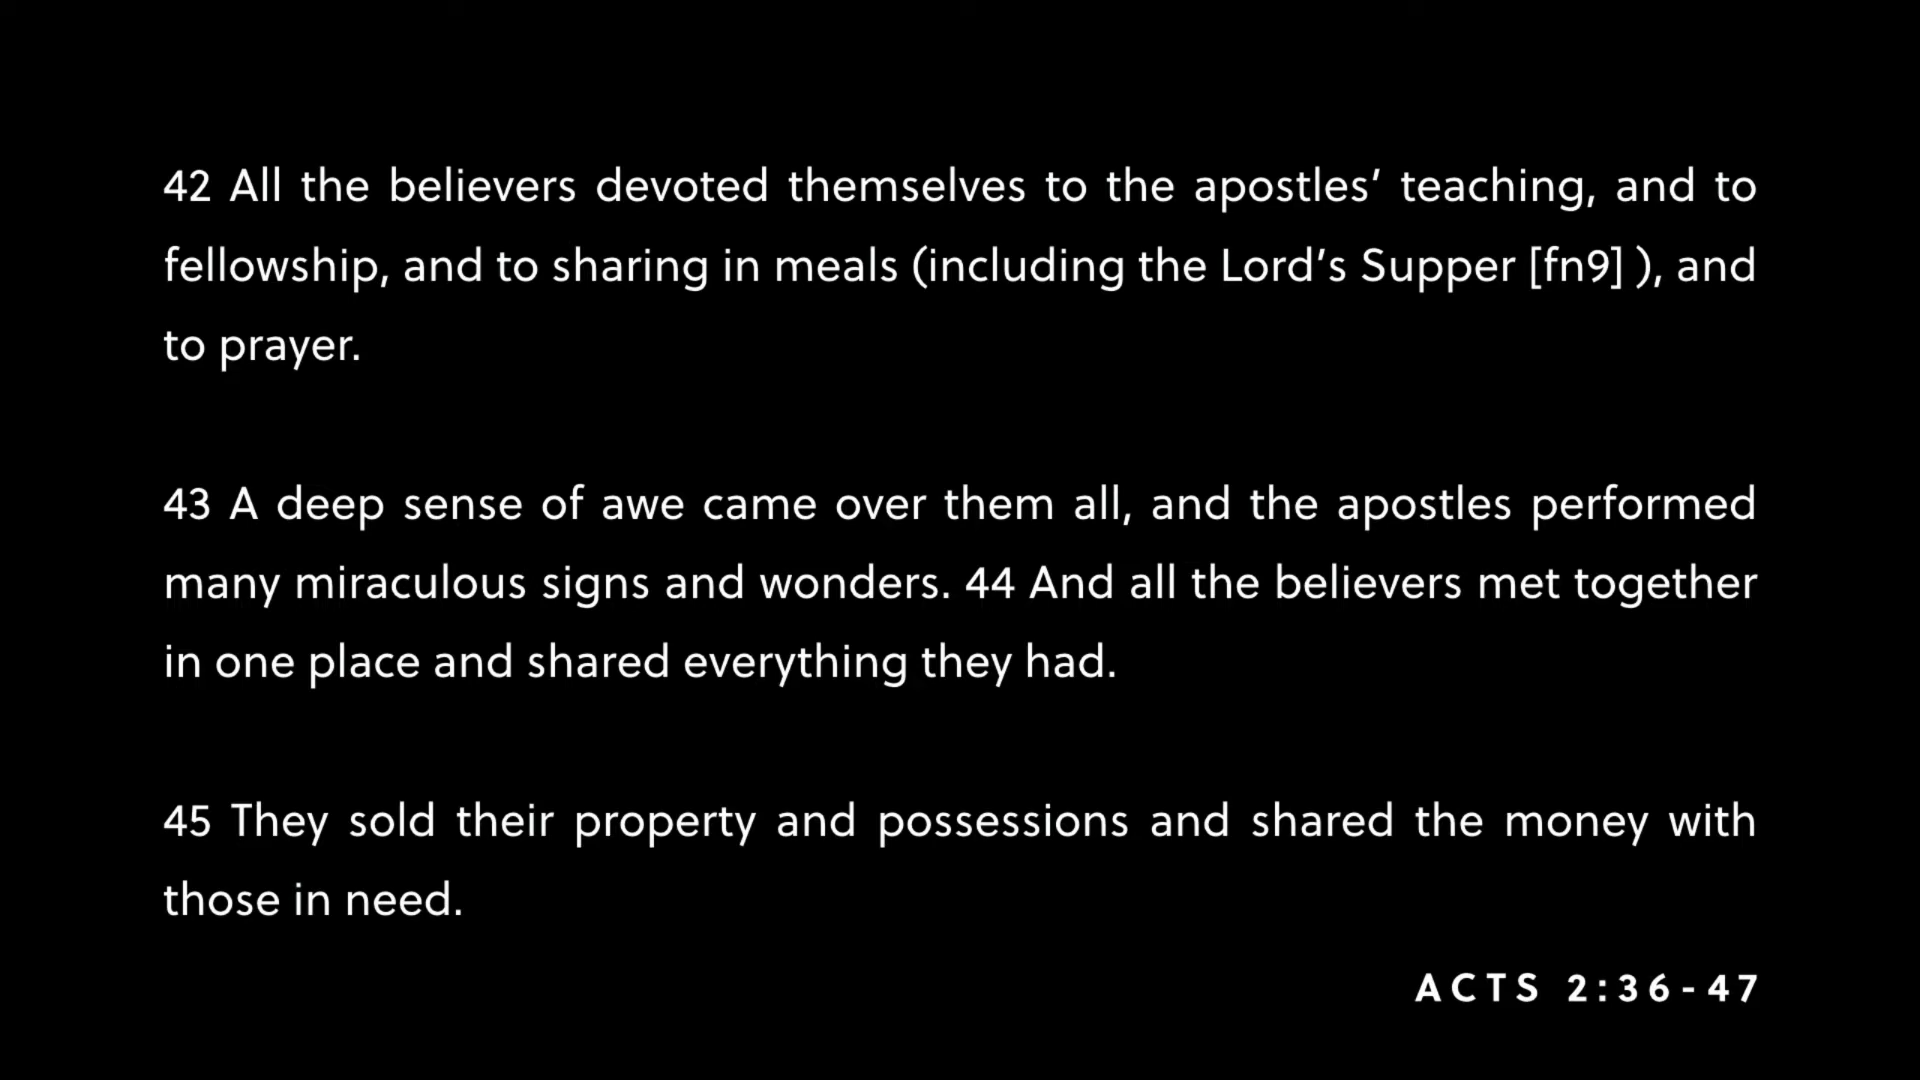 42 All the believers devoted themselves to the apostles’ teaching, and to
fellowship, and to sharing in meals (including the Lord’s Supper [fn9] ), and
to prayer.
43 A deep sense of awe came over them all, and the apostles performed
many miraculous signs and wonders. 44 And all the believers met together
in one place and shared everything they had.
45 They sold their property and possessions and shared the money with
those in need.
ACTS 2:36-47